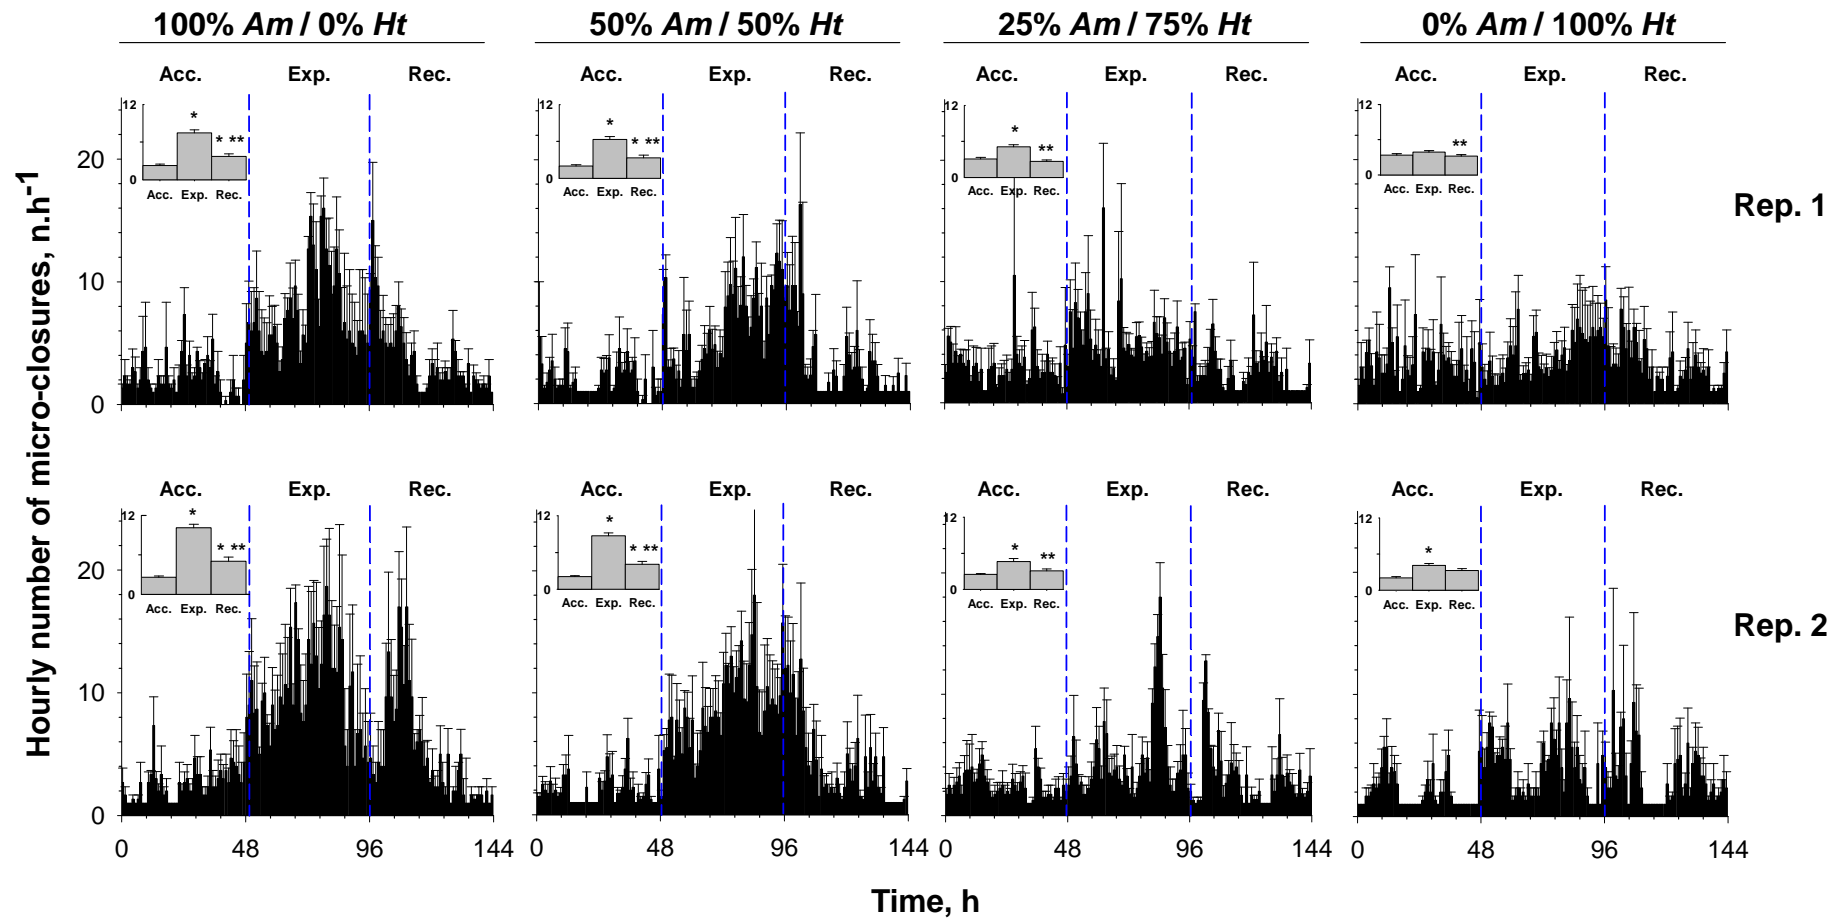 100% Am / 0% Ht 50% Am / 50% Ht 25% Am / 75% Ht 0% Am / 100% Ht
Acc. Exp. Rec. Acc. Exp. Rec. Acc. Exp. Rec. Acc. Exp. Rec.
12 12 12 12
* * *
* ** * ** ** **
0 0 0 0
Acc. Exp. Rec. Acc. Exp. Rec. Acc. Exp. Rec. Acc. Exp. Rec.
20
10
0
Rep. 1
Hourly number of micro-closures, n.h-1
Acc. Exp. Rec. Acc. Exp. Rec. Acc. Exp. Rec. Acc. Exp. Rec.
12 12 12 12
* * * *
* ** * ** **
0 0 0 0
Acc. Exp. Rec. Acc. Exp. Rec. Acc. Exp. Rec. Acc. Exp. Rec.
20
10
0
Rep. 2
0 48 96 144 0 48 96 144 0 48 96 144 0 48 96 144
Time, h